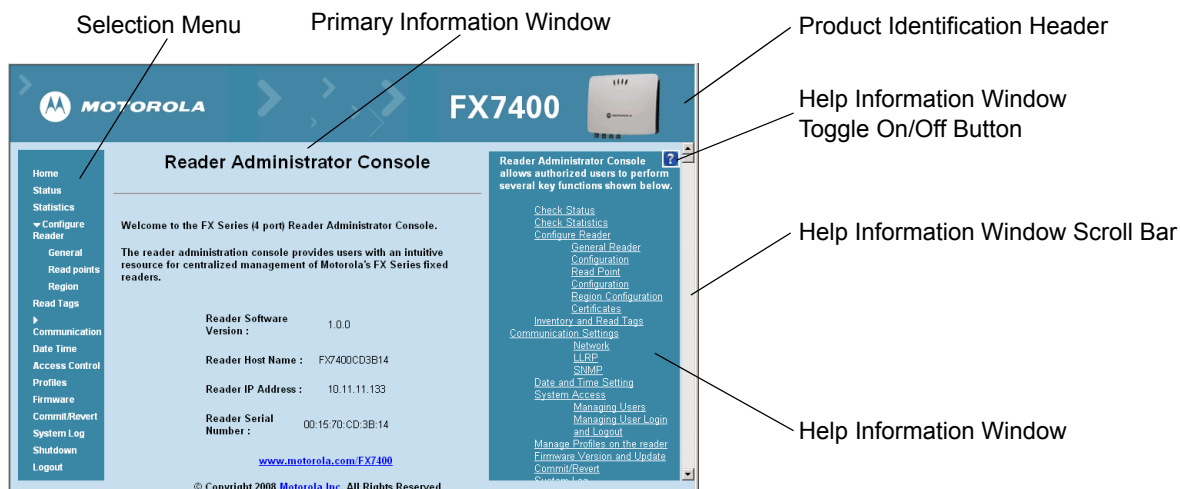 Selection Menu
Primary Information Window
Product Identification Header
Help Information Window
Toggle On/Off Button
Help Information Window Scroll Bar
Help Information Window
MOTOROLA
FX7400
Home
Status
Statistics
Configure
Reader
General
Read points
Region
Read Tags
Communication
Date Time
Access Control
Profiles
Firmware
Commit/Revert
System Log
Shutdown
Logout
Reader Administrator Console
Welcome to the FX Series (4 port) Reader Administrator Console.
The reader administration console provides users with an intuitive
resource for centralized management of Motorola's FX Series fixed
readers.
Reader Software
Version :
1.0.0
Reader Host Name :
FX7400CD3B14
Reader IP Address :
10.11.11.133
Reader Serial
Number :
00:15:70:CD:3B:14
www.motorola.com/FX7400
© Copyright 2008 Motorola Inc. All Rights Reserved
?
Reader Administrator Console
allows authorized users to perform
several key functions shown below.
Check Status
Check Statistics
Configure Reader
General Reader
Configuration
Read Point
Configuration
Region Configuration
Certificates
Inventory and Read Tags
Communication Settings
Network
LLRP
SNMP
Date and Time Setting
System Access
Managing Users
Managing User Login
and Logout
Manage Profiles on the reader
Firmware Version and Update
Commit/Revert
System Log